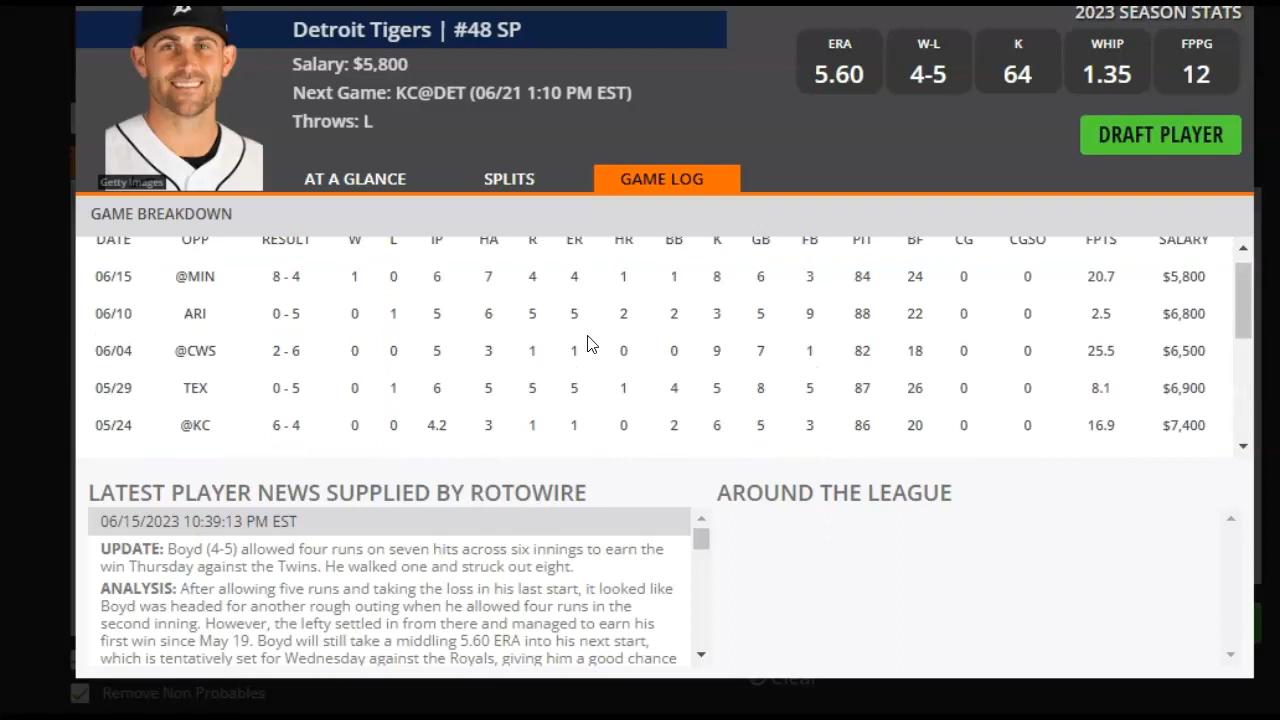 Detroit Tigers | #48 SP
Salary: $5,800
Next Game: KC@DET (06/21 1:10 PM EST)
Throws: L
2023 SEASON STATS
ERA W-L K WHIP FPPG
5.60 4-5 64 1.35 12
DRAFT PLAYER
Getty Images
AT A GLANCE SPLITS GAME LOG
GAME BREAKDOWN
DATE OPP RESULT W L IP HA R ER HR BB K GB FB PIT BF CG CGSO FPTS SALARY
06/15 @MIN 8 - 4 1 0 6 7 4 4 1 1 8 6 3 84 24 0 0 20.7 $5,800
06/10 ARI 0 - 5 0 1 5 6 5 5 2 2 3 5 9 88 22 0 0 2.5 $6,800
06/04 @CWS 2 - 6 0 0 5 3 1 1 0 0 9 7 1 82 18 0 0 25.5 $6,500
05/29 TEX 0 - 5 0 1 6 5 5 5 1 4 5 8 5 87 26 0 0 8.1 $6,900
05/24 @KC 6 - 4 0 0 4.2 3 1 1 0 2 6 5 3 86 20 0 0 16.9 $7,400
LATEST PLAYER NEWS SUPPLIED BY ROTOWIRE
06/15/2023 10:39:13 PM EST
UPDATE: Boyd (4-5) allowed four runs on seven hits across six innings to earn the
win Thursday against the Twins. He walked one and struck out eight.
ANALYSIS: After allowing five runs and taking the loss in his last start, it looked like
Boyd was headed for another rough outing when he allowed four runs in the
second inning. However, the lefty settled in from there and managed to earn his
first win since May 19. Boyd will still take a middling 5.60 ERA into his next start,
which is tentatively set for Wednesday against the Royals, giving him a good chance
AROUND THE LEAGUE
Remove Non Probables
Clear